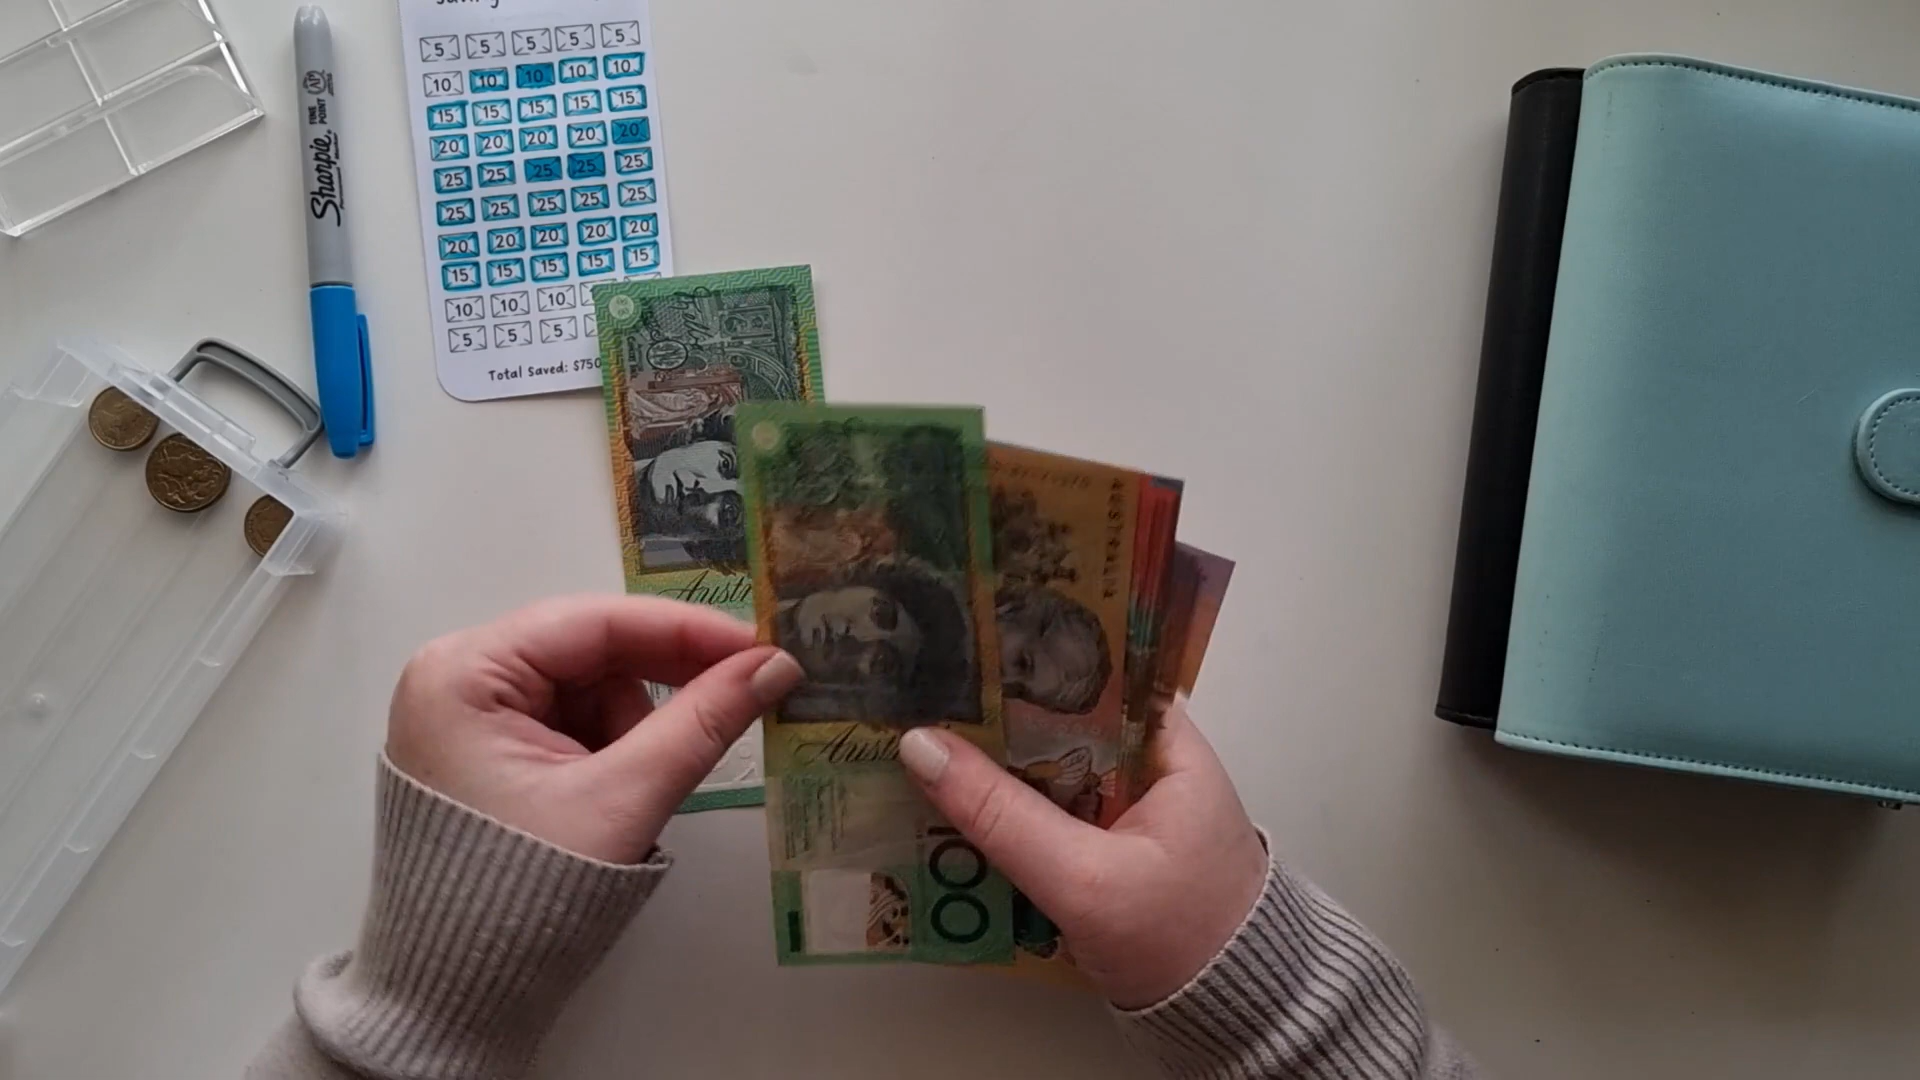 5 5 5 5 5
10 10 10 10 10
15 15 15 15 15
20 20 20 20 20
25 25 25 25 25
25 25 25 25 25
20 20 20 20 20
15 15 15 15 15
10 10 10
5 5 5
Total Saved: $750
Sharpie
FINE POINT
AUSTRALIA
Austr
Austr
100